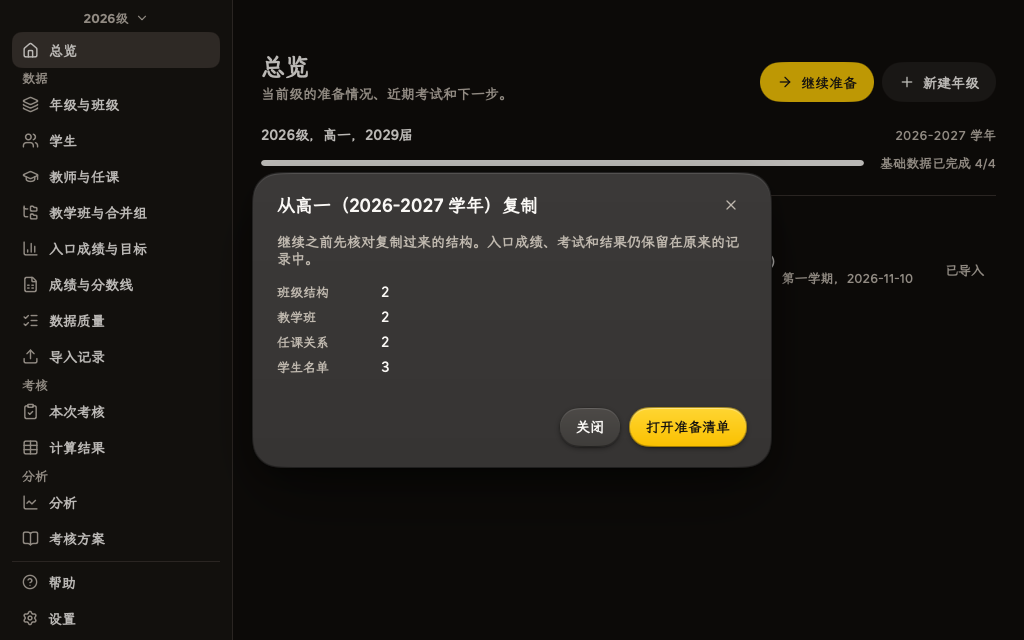 2026级
总览
数据
年级与班级
学生
教师与任课
教学班与合并组
入口成绩与目标
成绩与分数线
数据质量
导入记录
考核
本次考核
计算结果
分析
分析
考核方案
帮助
设置
总览
当前级的准备情况、近期考试和下一步。
继续准备
新建年级
2026级，高一，2029届
2026-2027 学年
基础数据已完成 4/4
)
第一学期，2026-11-10
已导入
从高一（2026-2027 学年）复制
继续之前先核对复制过来的结构。入口成绩、考试和结果仍保留在原来的记
录中。
班级结构 2
教学班 2
任课关系 2
学生名单 3
关闭
打开准备清单